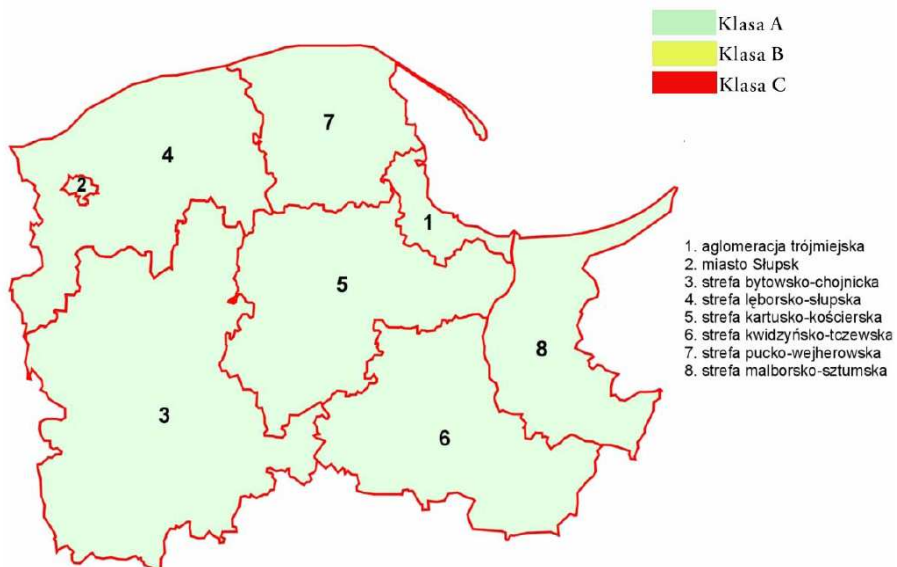 Klasa A
Klasa B
Klasa C
7
4
2
1
5
8
3
6
1. aglomeracja trójmiejska
2. miasto Słupsk
3. strefa bytowsko-chojnicka
4. strefa lęborsko-słupska
5. strefa kartusko-kościerska
6. strefa kwidzyńsko-tczewska
7. strefa pucko-wejherowska
8. strefa malborsko-sztumska